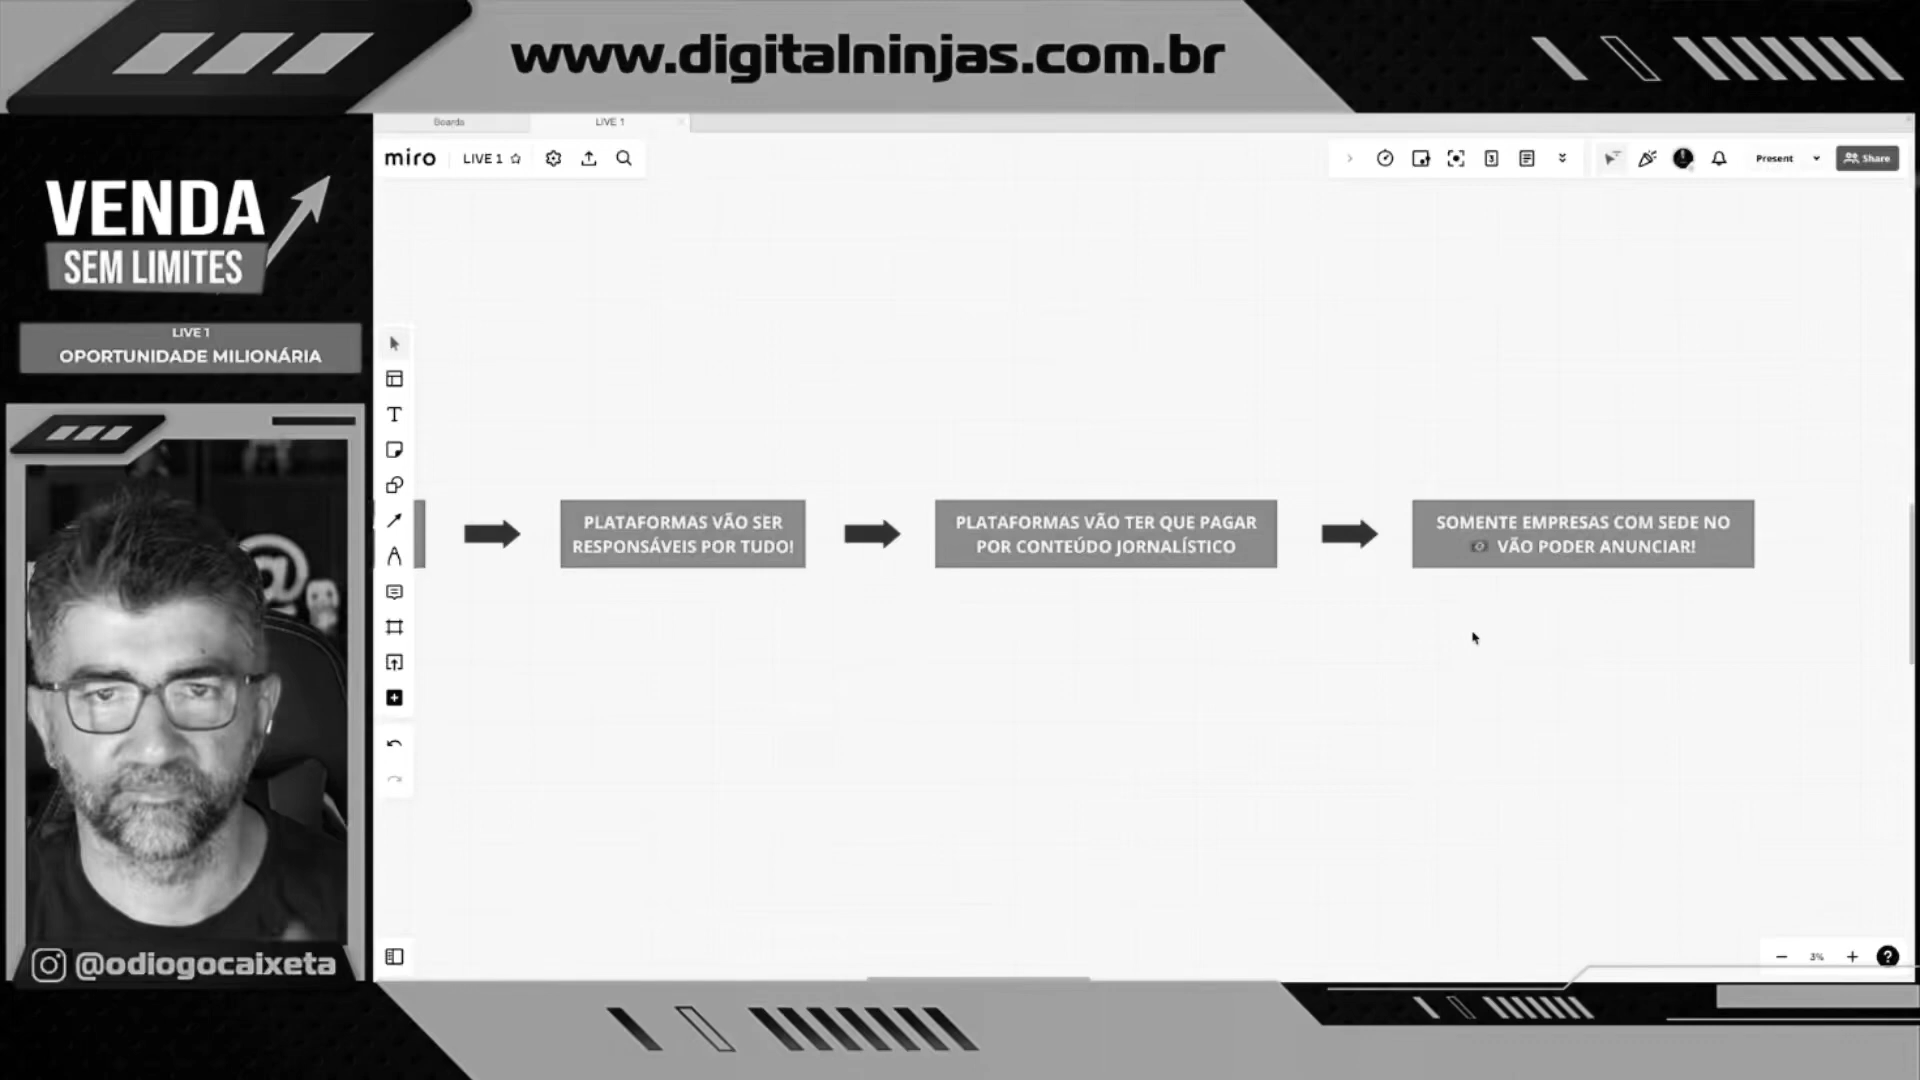 www.digitalninjas.com.br
Boards
LIVE 1
miro
LIVE 1
3
Present
Share
VENDA
SEM LIMITES
LIVE 1
OPORTUNIDADE MILIONÁRIA
T
PLATAFORMAS VÃO SER
RESPONSÁVEIS POR TUDO!
PLATAFORMAS VÃO TER QUE PAGAR
POR CONTEÚDO JORNALÍSTICO
SOMENTE EMPRESAS COM SEDE NO
VÃO PODER ANUNCIAR!
@
@odiogocaixeta
3%
?